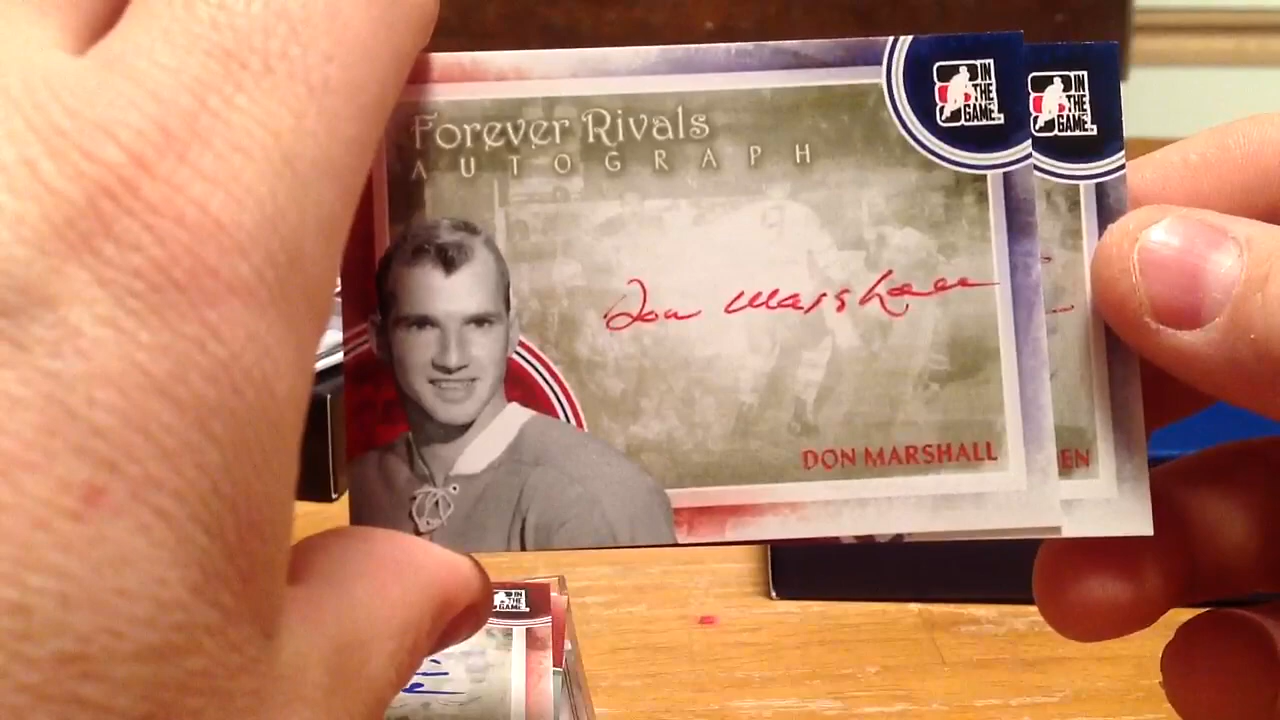 Forever Rivals
AUTOGRAPH
IN
THE
GAME
IN
THE
GAME
Don Marshall
DON MARSHALL
EN
IN
THE
GAME